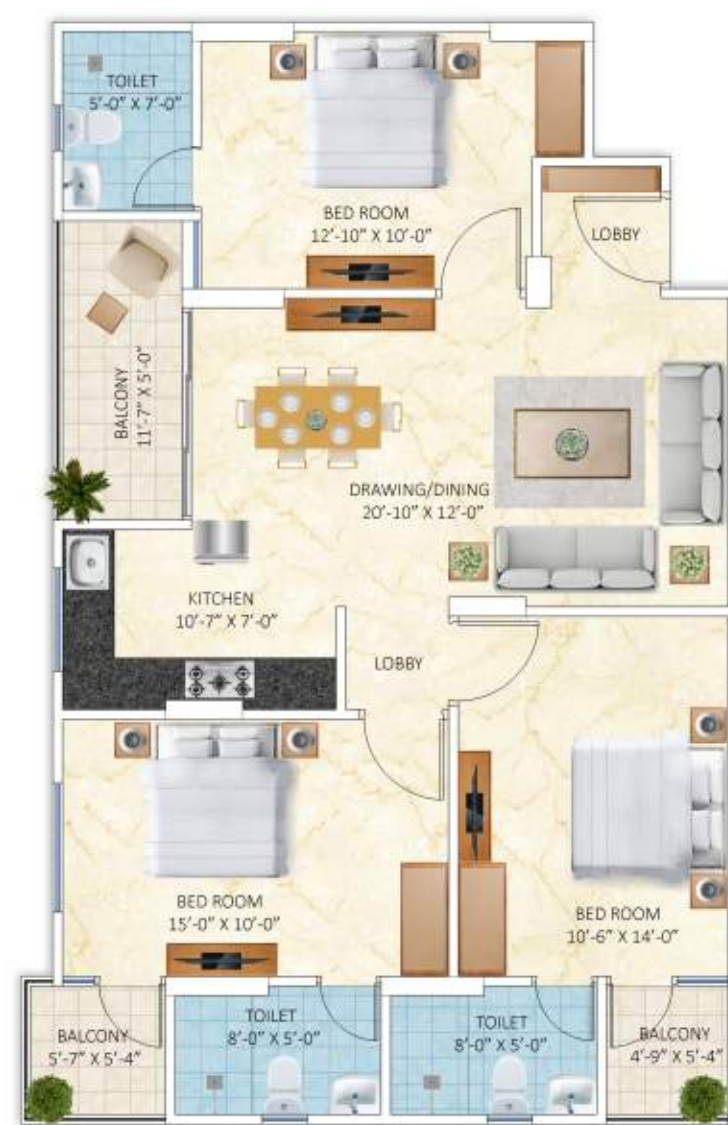 TOILET
5'-0" X 7'-0"
BED ROOM
12'-10" X 10'-0"
LOBBY
BALCONY
11'-7" X 5'-0"
DRAWING/DINING
20'-10" X 12'-0"
KITCHEN
10'-7" X 7'-0"
LOBBY
BED ROOM
15'-0" X 10'-0"
BED ROOM
10'-6" X 14'-0"
BALCONY
5'-7" X 5'-4"
TOILET
8'-0" X 5'-0"
TOILET
8'-0" X 5'-0"
BALCONY
4'-9" X 5'-4"